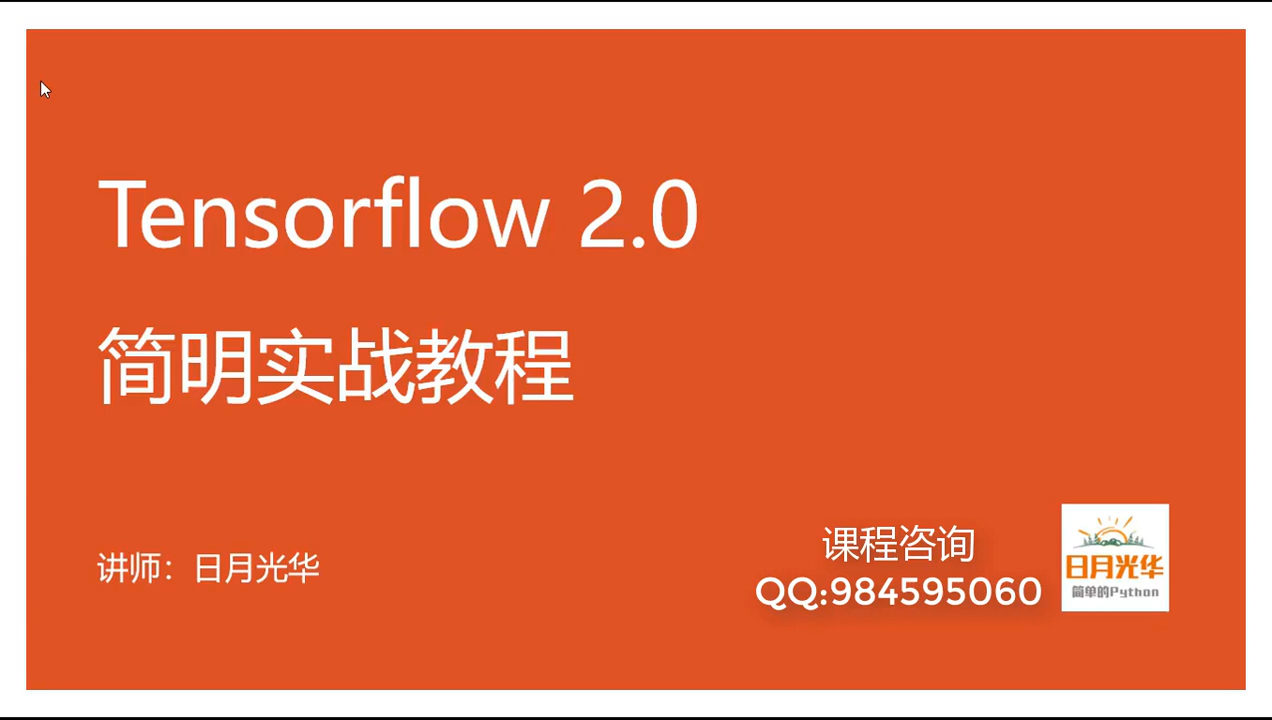 Tensorflow 2.0
简明实战教程
讲师：日月光华
课程咨询
QQ:984595060
日月光华
简单的Python